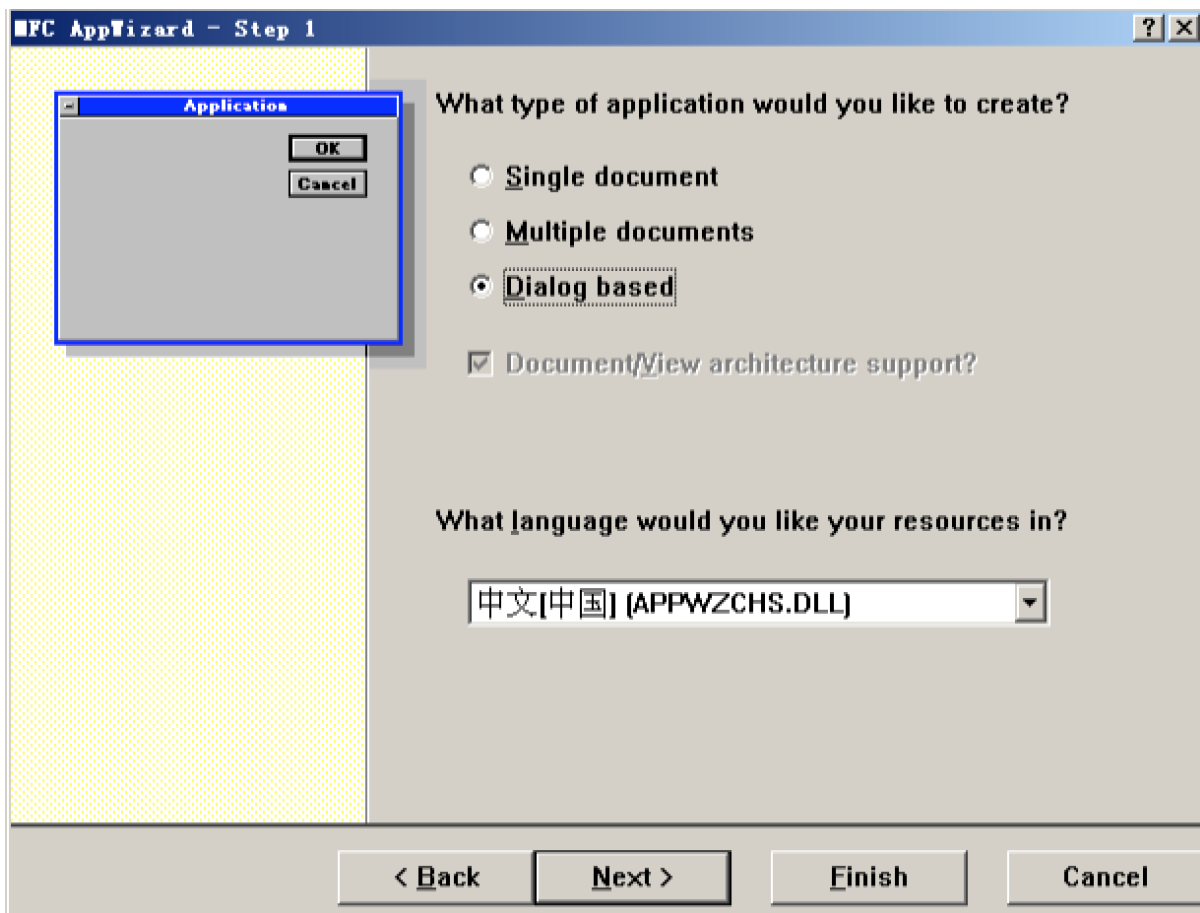 MFC AppWizard - Step 1
Application
OK
Cancel
What type of application would you like to create?
Single document
Multiple documents
Dialog based
Document/View architecture support?
What language would you like your resources in?
中文[中国] (APPWZCHS.DLL)
< Back
Next >
Finish
Cancel